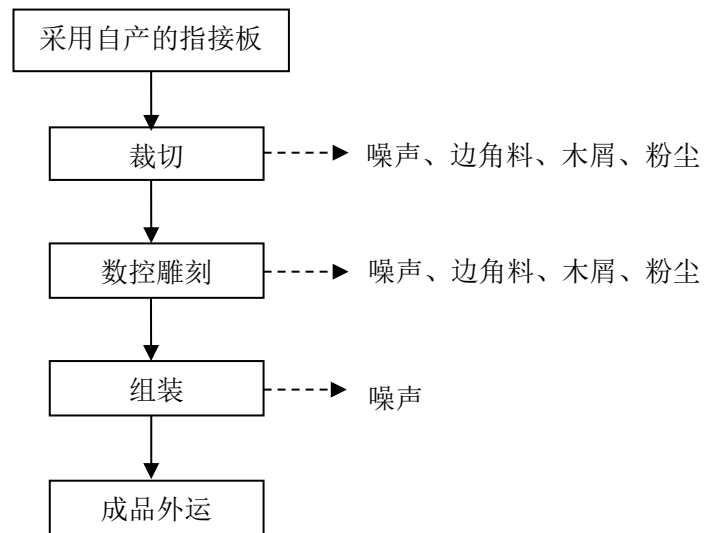 采用自产的指接板
裁切
噪声、边角料、木屑、粉尘
数控雕刻
噪声、边角料、木屑、粉尘
组装
噪声
成品外运